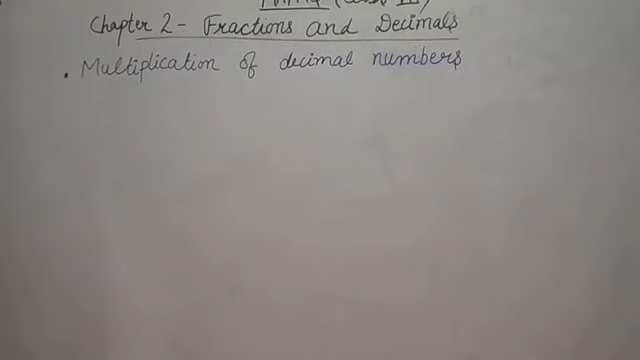 Chapter 2 - Fractions and Decimals
. Multiplication of decimal numbers